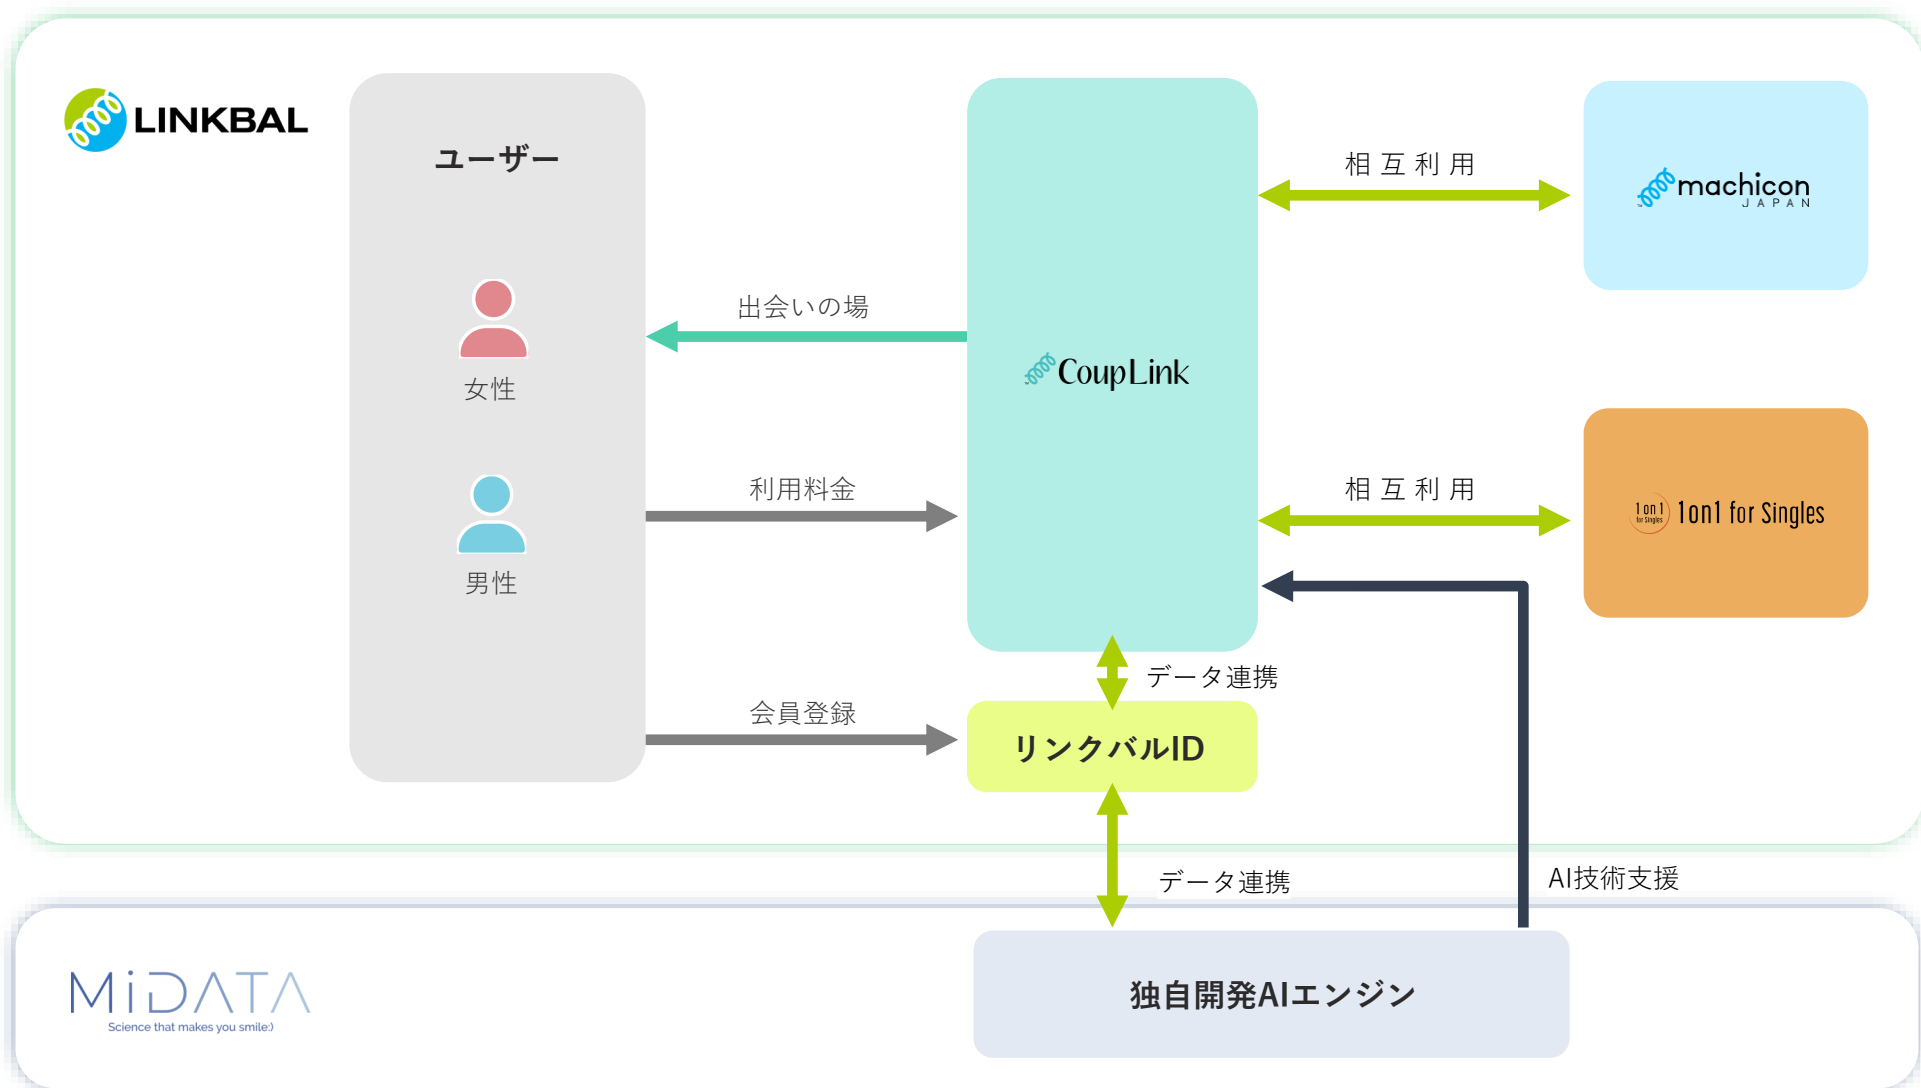 LINKBAL
ユーザー
女性
男性
出会いの場
利用料金
会員登録
CoupLink
相互利用
machicon
JAPAN
相互利用
1on1
for Singles
1on1 for Singles
データ連携
リンクバルID
データ連携
AI技術支援
MiDATA
Science that makes you smile:)
独自開発AIエンジン